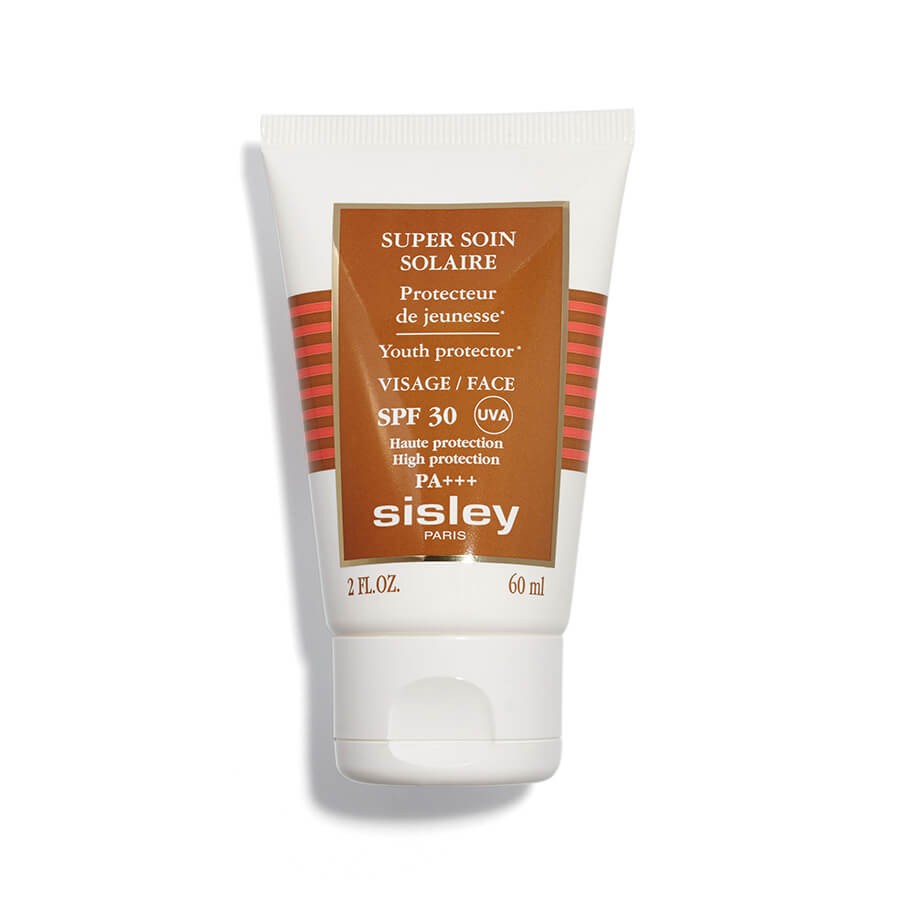 SUPER SOIN
SOLAIRE
Protecteur
de jeunesse*
Youth protector*
VISAGE / FACE
SPF 30 UVA
Haute protection
High protection
PA+++
sisley
PARIS
2 FL.OZ. 60 ml